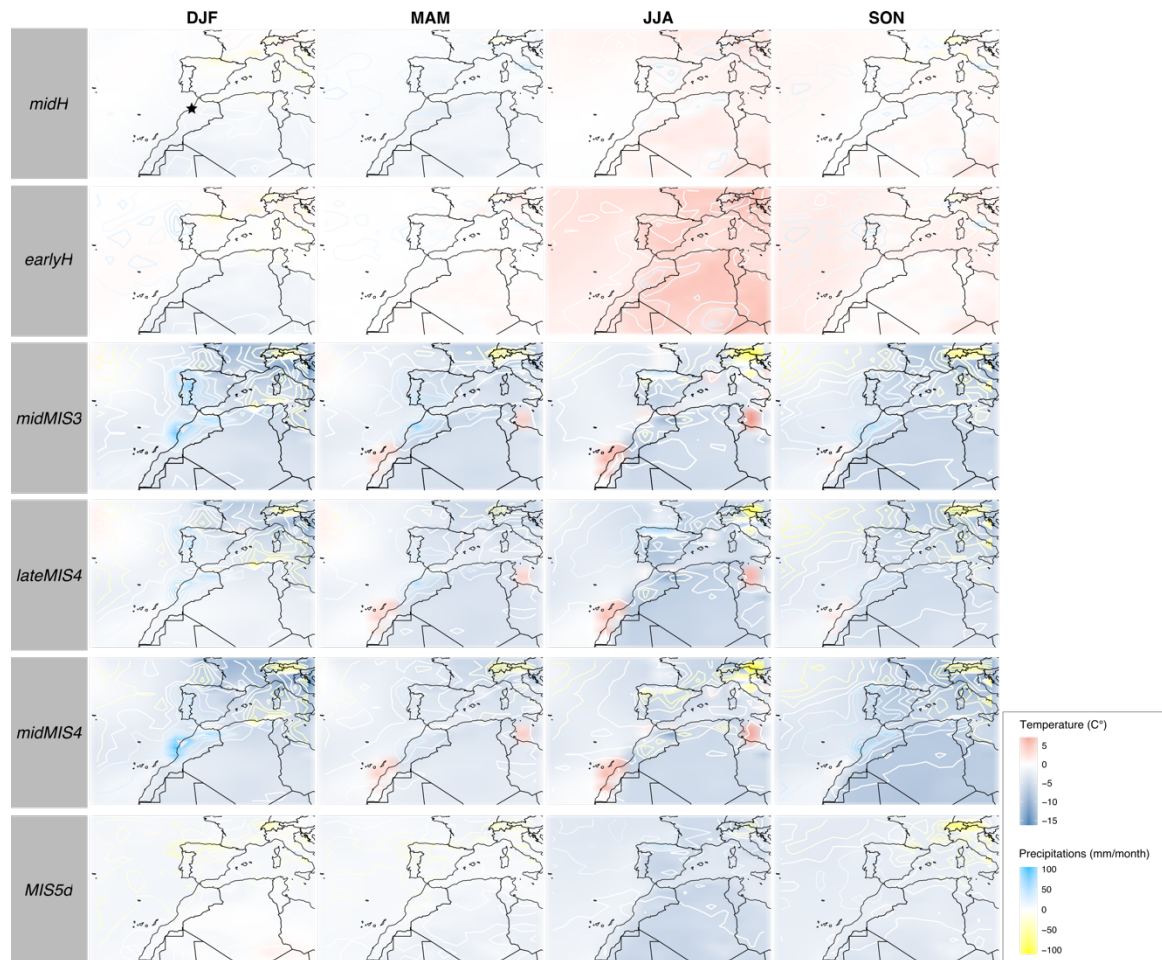 DJF MAM JJA SON
midH
earlyH
midMIS3
lateMIS4
midMIS4
MIS5d
Temperature (C°)
5
0
−5
−10
−15
Precipitations (mm/month)
100
50
0
−50
−100